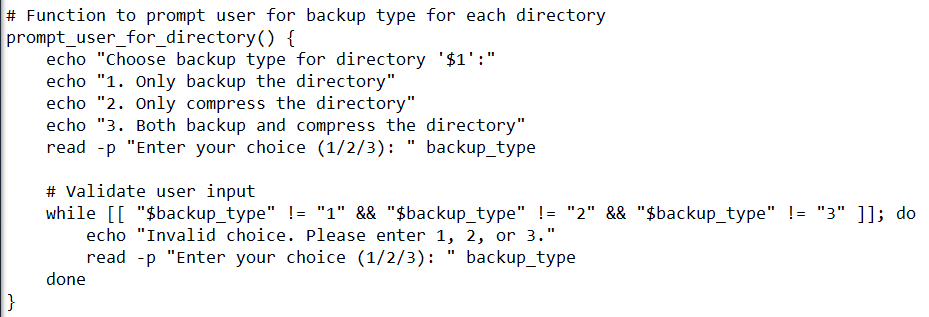 # Function to prompt user for backup type for each directory
prompt_user_for_directory() {
    echo "Choose backup type for directory '$1':"
    echo "1. Only backup the directory"
    echo "2. Only compress the directory"
    echo "3. Both backup and compress the directory"
    read -p "Enter your choice (1/2/3): " backup_type

    # Validate user input
    while [[ "$backup_type" != "1" && "$backup_type" != "2" && "$backup_type" != "3" ]]; do
        echo "Invalid choice. Please enter 1, 2, or 3."
        read -p "Enter your choice (1/2/3): " backup_type
    done
}